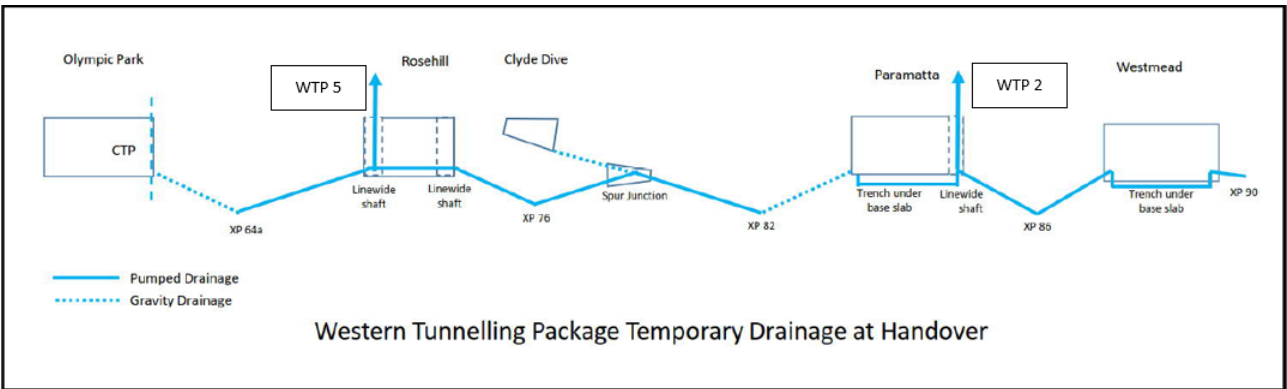 Olympic Park
Rosehill
Clyde Dive
Paramatta
Westmead
WTP 5
WTP 2
CTP
Linewide
shaft
Linewide
shaft
Spur Junction
Trench under
base slab
Linewide
shaft
Trench under
base slab
XP 90
XP 64a
XP 76
XP 82
XP 86
Pumped Drainage
Gravity Drainage
Western Tunnelling Package Temporary Drainage at Handover